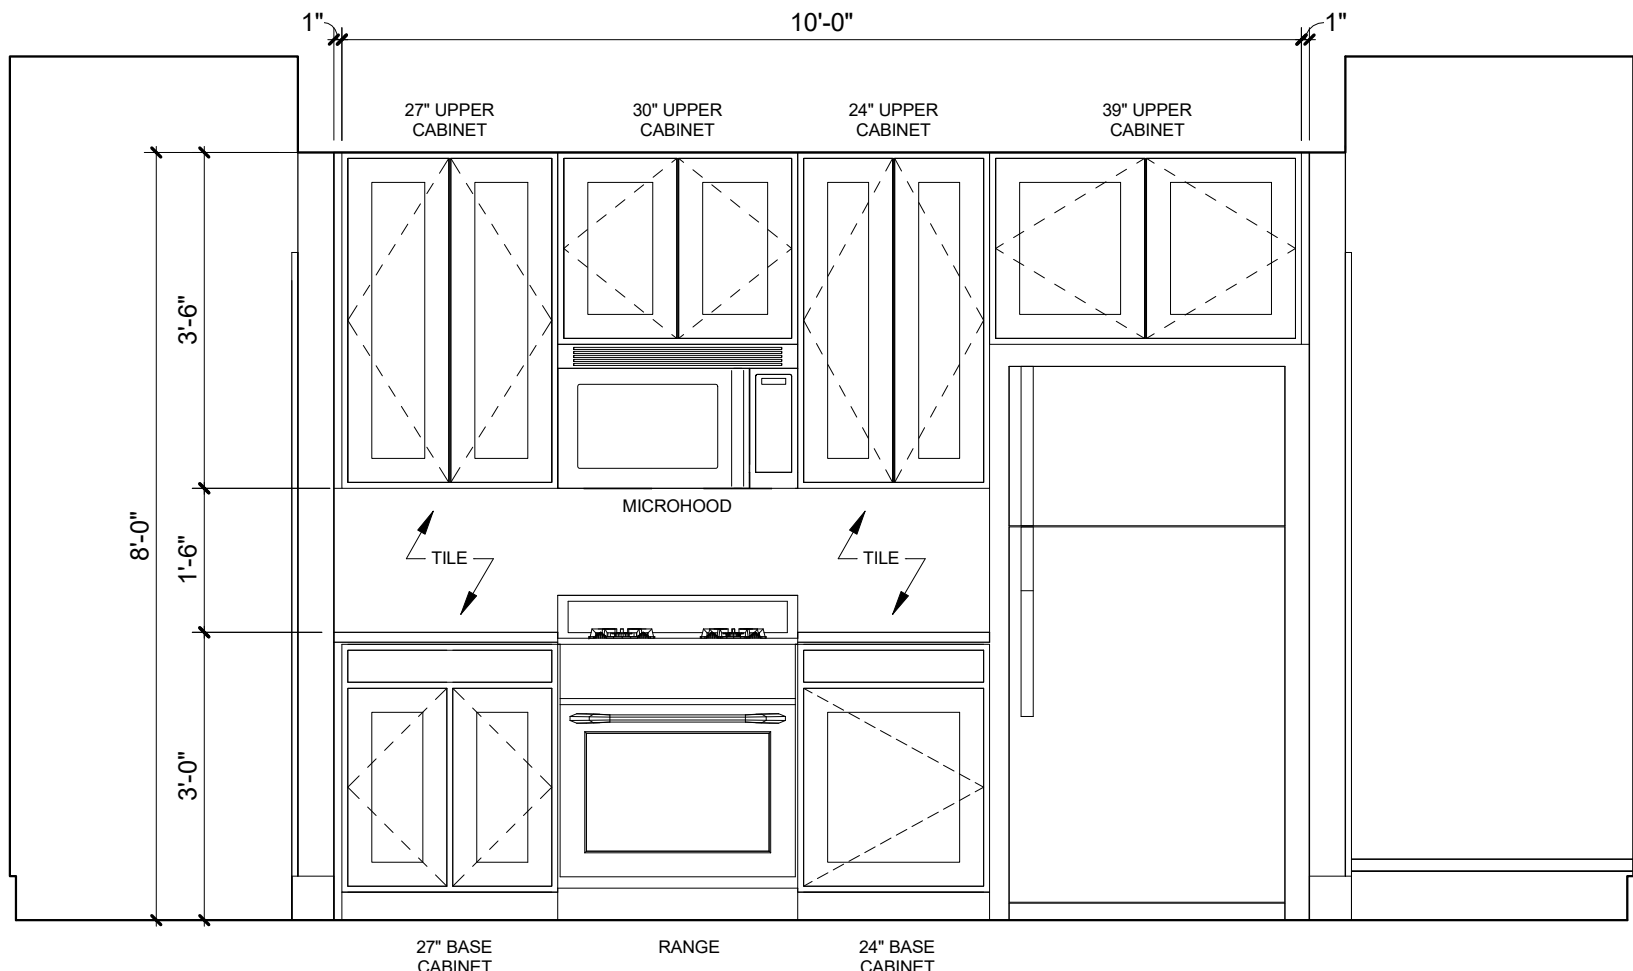 1" 10'-0" 1"
27" UPPER
CABINET
30" UPPER
CABINET
24" UPPER
CABINET
39" UPPER
CABINET
3'-6"
8'-0"
1'-6"
3'-0"
MICROHOOD
TILE
TILE
27" BASE
CABINET
RANGE
24" BASE
CABINET